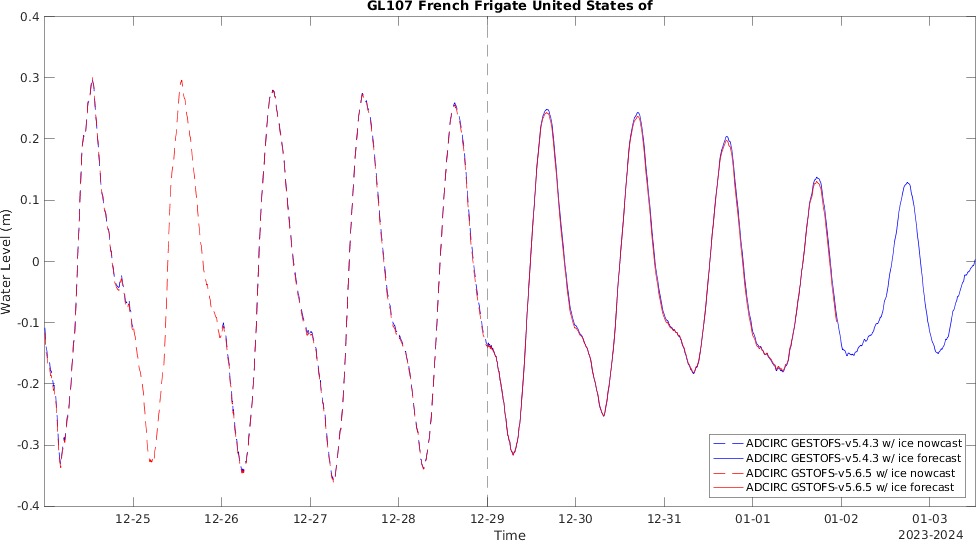 GL107 French Frigate United States of
0.4
0.3
0.2
0.1
0
-0.1
-0.2
-0.3
-0.4
Water Level (m)
12-25 12-26 12-27 12-28 12-29 12-30 12-31 01-01 01-02 01-03
Time
2023-2024
ADCIRC GESTOFS-v5.4.3 w/ ice nowcast
ADCIRC GESTOFS-v5.4.3 w/ ice forecast
ADCIRC GSTOFS-v5.6.5 w/ ice nowcast
ADCIRC GSTOFS-v5.6.5 w/ ice forecast